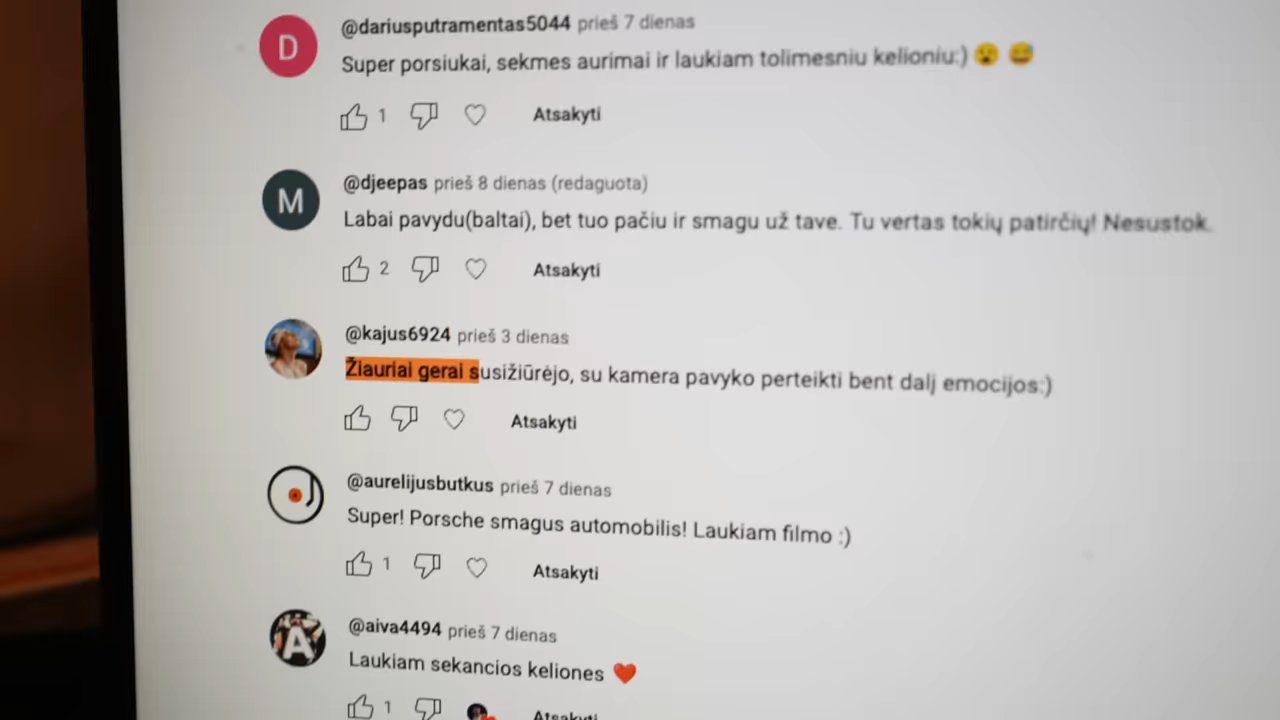 D
@dariusputramentas5044 prieš 7 dienas
Super porsiukai, sekmes aurimai ir laukiam tolimesniu kelioniu:) 😮 😅
1 Atsakyti
M
@djeepas prieš 8 dienas (redaguota)
Labai pavydu(baltai), bet tuo pačiu ir smagu už tave. Tu vertas tokių patirčių! Nesustok.
2 Atsakyti
@kajus6924 prieš 3 dienas
Žiauriai gerai susižiūrėjo, su kamera pavyko perteikti bent dalį emocijos:)
Atsakyti
@aurelijusbutkus prieš 7 dienas
Super! Porsche smagus automobilis! Laukiam filmo :)
1 Atsakyti
A
@aiva4494 prieš 7 dienas
Laukiam sekancios keliones ❤️
1 Atsakyti